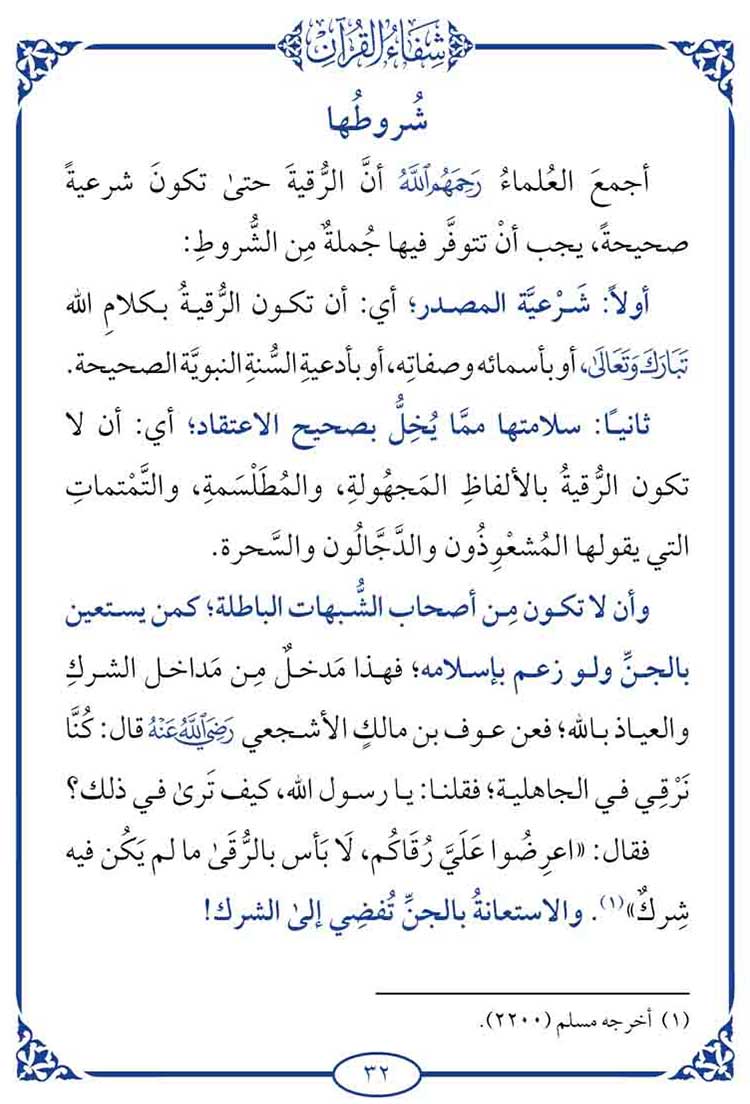 شِفَاءُ القُرْآنِ
شُروطُها
أجمعَ العُلماءُ رَحِمَهُمُ ٱللَّهُ أنَّ الرُّقيةَ حتىٰ تكونَ شرعيةً
صحيحةً، يجب أنْ تتوفَّر فيها جُملةٌ مِن الشُّروطِ:
أولاً: شَرْعيَّة المصدر؛ أي: أن تكون الرُّقيةُ بكلامِ الله
تَبَارَكَ وَتَعَالَىٰ، أو بأسمائه وصفاتِه، أو بأدعيةِ السُّنةِ النبويَّة الصحيحة.
ثانيًا: سلامتها ممَّا يُخِلُّ بصحيح الاعتقاد؛ أي: أن لا
تكون الرُّقيةُ بالألفاظِ المَجهُولةِ، والمُطَلْسَمةِ، والتَّمْتماتِ
التي يقولها المُشعْوِذُون والدَّجَّالُون والسَّحرة.
وأن لا تكون مِن أصحاب الشُّبهات الباطلة؛ كمن يستعين
بالجنِّ ولو زعم بإسلامه؛ فهذا مَدخلٌ مِن مَداخل الشركِ
والعياذ بالله؛ فعن عوف بن مالكٍ الأشجعي رَضِيَ ٱللَّهُ عَنْهُ قال: كُنَّا
نَرْقِي في الجاهلية؛ فقلنا: يا رسول الله، كيف تَرىٰ في ذلك؟
فقال: «اعرِضُوا عَلَيَّ رُقاكُم، لَا بَأس بالرُّقَىٰ ما لم يَكُن فيه
شِركٌ»(١). والاستعانةُ بالجنِّ تُفضِي إلىٰ الشرك!
(١) أخرجه مسلم (٢٢٠٠).
٣٢